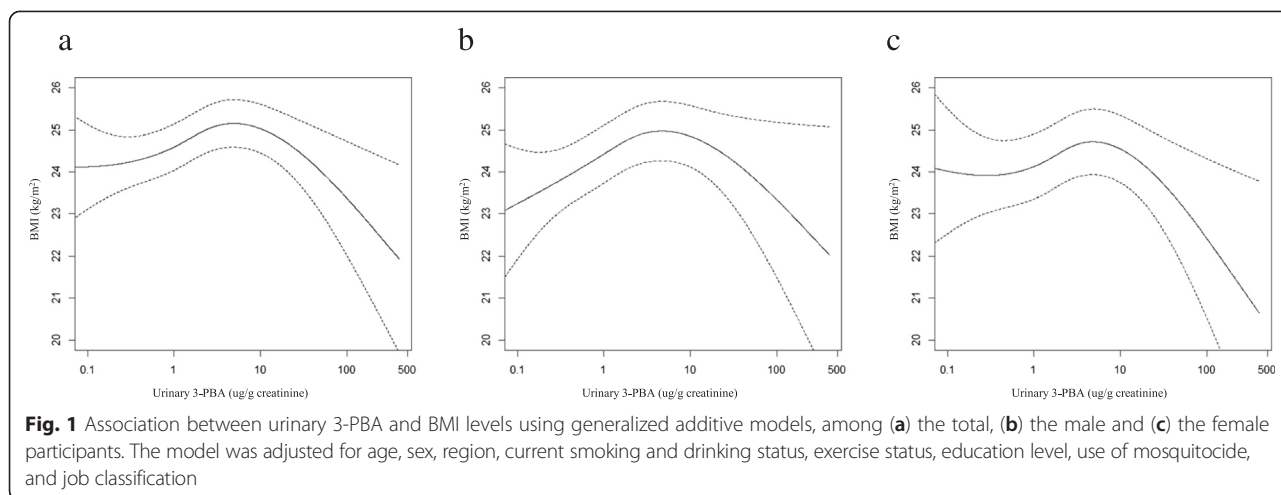 a
b
c
26
25
24
23
22
21
20
BMI (kg/m²)
0.1 1 10 100 500
Urinary 3-PBA (ug/g creatinine)
26
25
24
23
22
21
20
BMI (kg/m²)
0.1 1 10 100 500
Urinary 3-PBA (ug/g creatinine)
26
25
24
23
22
21
20
BMI (kg/m²)
0.1 1 10 100 500
Urinary 3-PBA (ug/g creatinine)
Fig. 1 Association between urinary 3-PBA and BMI levels using generalized additive models, among (a) the total, (b) the male and (c) the female
participants. The model was adjusted for age, sex, region, current smoking and drinking status, exercise status, education level, use of mosquitocide,
and job classification